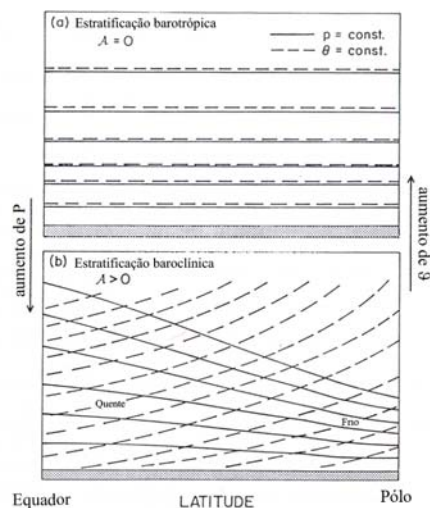 (a) Estratificação barotrópica
A = 0
p = const.
θ = const.
aumento de P
aumento de ϑ
(b) Estratificação baroclínica
A > 0
Quente
Frio
Equador
LATITUDE
Pólo